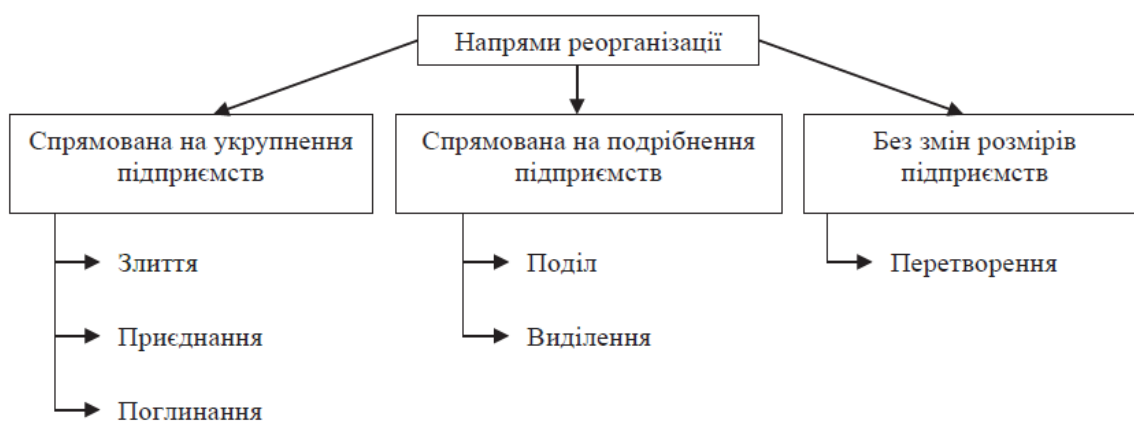 Напрями реорганізації
Спрямована на укрупнення
підприємств
Спрямована на подрібнення
підприємств
Без змін розмірів
підприємств
Злиття
Приєднання
Поглинання
Поділ
Виділення
Перетворення